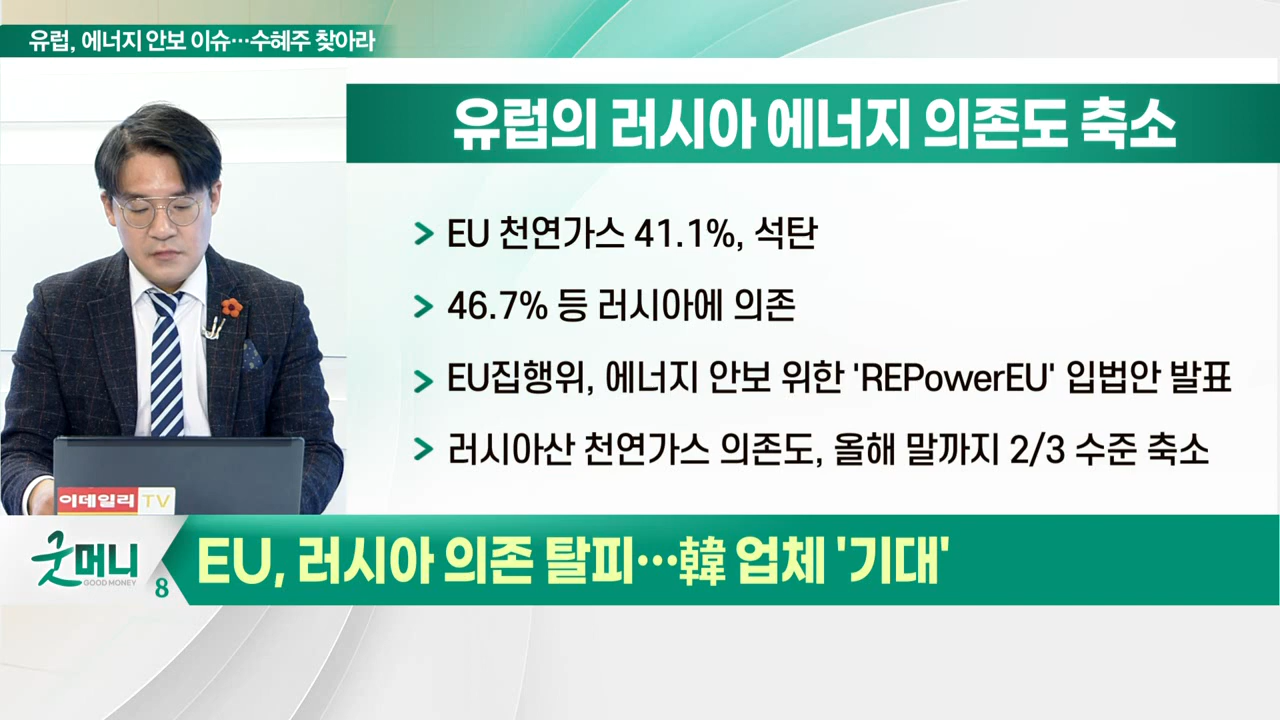 유럽, 에너지 안보 이슈…수혜주 찾아라
유럽의 러시아 에너지 의존도 축소
> EU 천연가스 41.1%, 석탄
> 46.7% 등 러시아에 의존
> EU집행위, 에너지 안보 위한 'REPowerEU' 입법안 발표
> 러시아산 천연가스 의존도, 올해 말까지 2/3 수준 축소
이데일리 TV
굿머니
GOOD MONEY
8
EU, 러시아 의존 탈피…韓 업체 '기대'